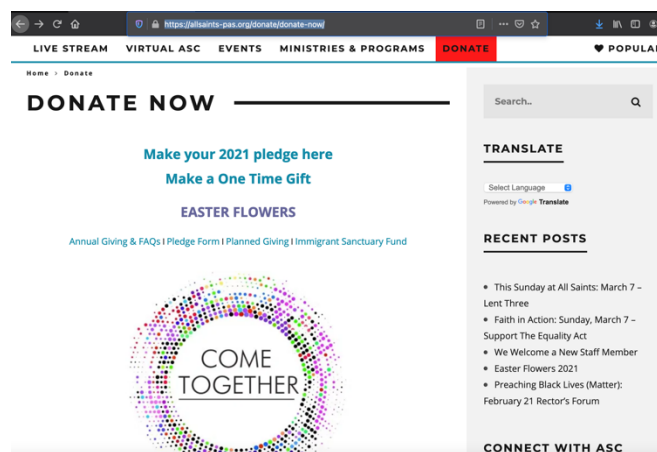 https://allsaints-pas.org/donate/donate-now/
LIVE STREAM VIRTUAL ASC EVENTS MINISTRIES & PROGRAMS DONATE POPULAR
Home > Donate
DONATE NOW
Make your 2021 pledge here
Make a One Time Gift
EASTER FLOWERS
Annual Giving & FAQs I Pledge Form I Planned Giving I Immigrant Sanctuary Fund
COME
TOGETHER
Search..
TRANSLATE
Select Language
Powered by Google Translate
RECENT POSTS
This Sunday at All Saints: March 7 –
Lent Three
Faith in Action: Sunday, March 7 –
Support The Equality Act
We Welcome a New Staff Member
Easter Flowers 2021
Preaching Black Lives (Matter):
February 21 Rector's Forum
CONNECT WITH ASC